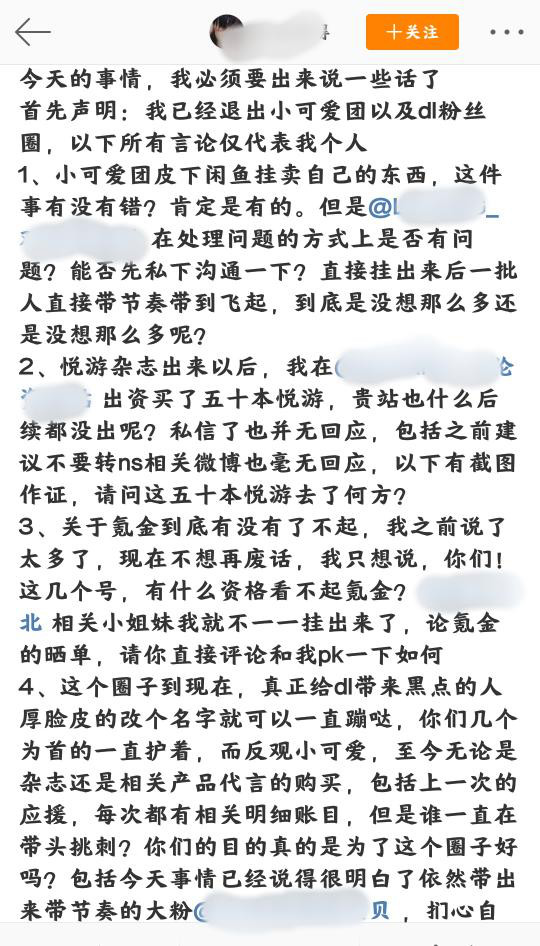 ＋关注
今天的事情，我必须要出来说一些话了
首先声明：我已经退出小可爱团以及dl粉丝
圈，以下所有言论仅代表我个人
1、小可爱团皮下闲鱼挂卖自己的东西，这件
事有没有错？肯定是有的。但是@
在处理问题的方式上是否有问
题？能否先私下沟通一下？直接挂出来后一批
人直接带节奏带到飞起，到底是没想那么多还
是没想那么多呢？
2、悦游杂志出来以后，我在
出资买了五十本悦游，贵站也什么后
续都没出呢？私信了也并无回应，包括之前建
议不要转ns相关微博也毫无回应，以下有截图
作证，请问这五十本悦游去了何方？
3、关于氪金到底有没有了不起，我之前说了
太多了，现在不想再废话，我只想说，你们！
这几个号，有什么资格看不起氪金？
北 相关小姐妹我就不一一挂出来了，论氪金
的晒单，请你直接评论和我pk一下如何
4、这个圈子到现在，真正给dl带来黑点的人
厚脸皮的改个名字就可以一直蹦哒，你们几个
为首的一直护着，而反观小可爱，至今无论是
杂志还是相关产品代言的购买，包括上一次的
应援，每次都有相关明细账目，但是谁一直在
带头挑刺？你们的目的真的是为了这个圈子好
吗？包括今天事情已经说得很明白了依然带出
来带节奏的大粉@ 贝 ，扪心自